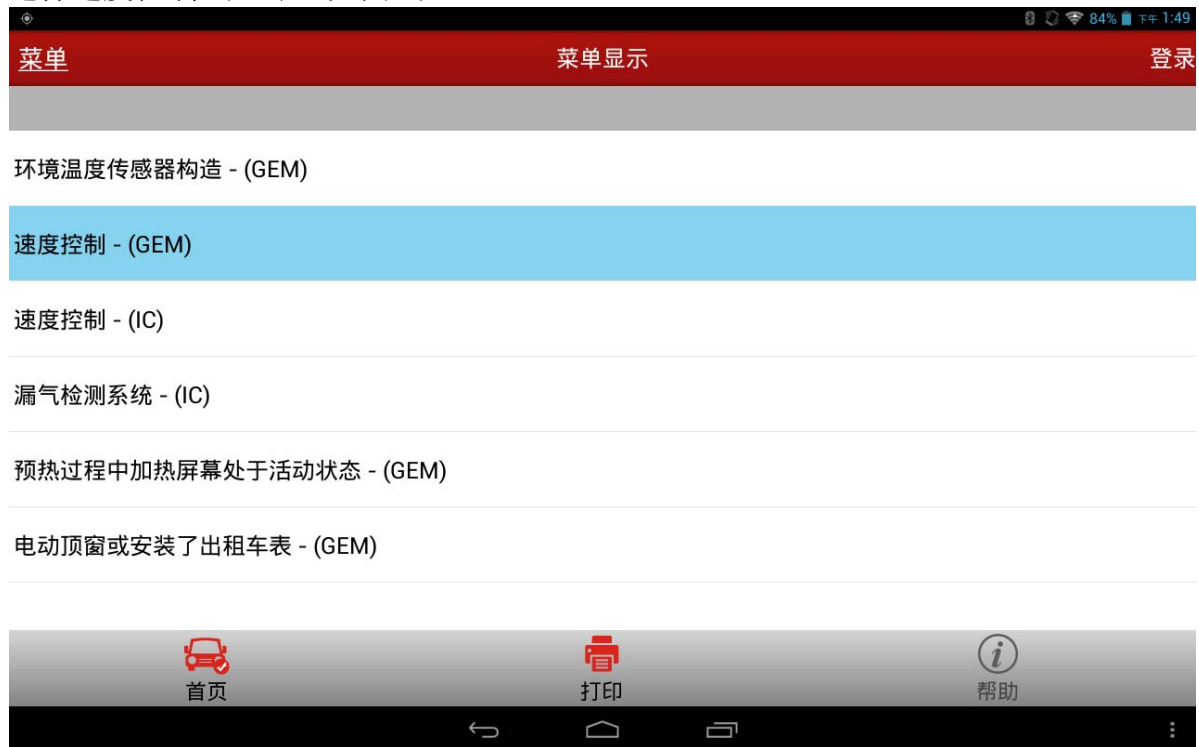 84% 下午 1:49
菜单 菜单显示 登录
环境温度传感器构造 - (GEM)
速度控制 - (GEM)
速度控制 - (IC)
漏气检测系统 - (IC)
预热过程中加热屏幕处于活动状态 - (GEM)
电动顶窗或安装了出租车表 - (GEM)
首页 打印 帮助